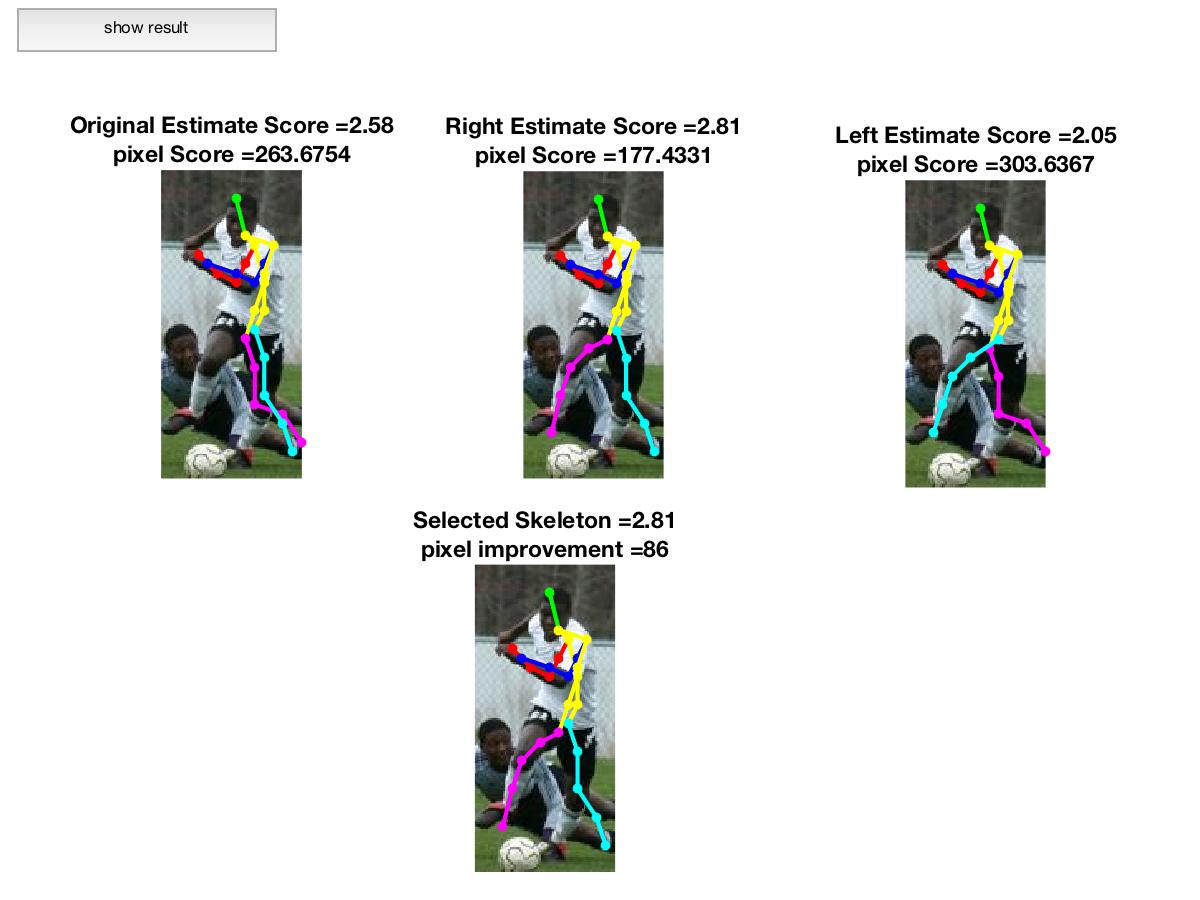 show result
Original Estimate Score =2.58
pixel Score =263.6754
Right Estimate Score =2.81
pixel Score =177.4331
Left Estimate Score =2.05
pixel Score =303.6367
Selected Skeleton =2.81
pixel improvement =86